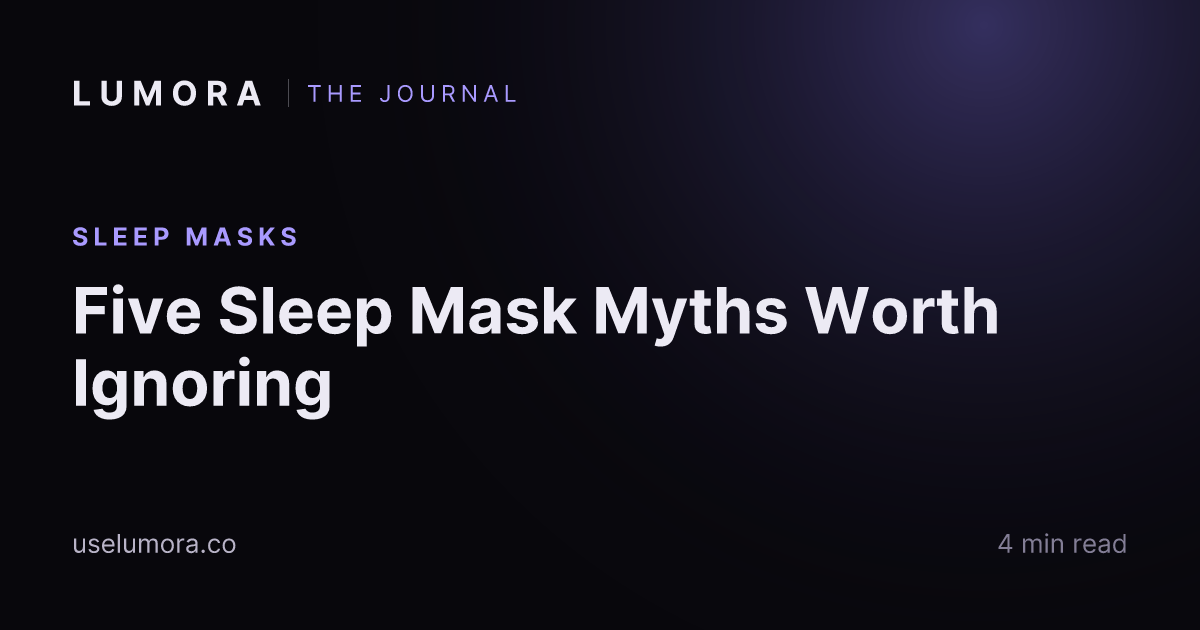 LUMORA | THE JOURNAL
SLEEP MASKS
Five Sleep Mask Myths Worth
Ignoring
uselumora.co
4 min read